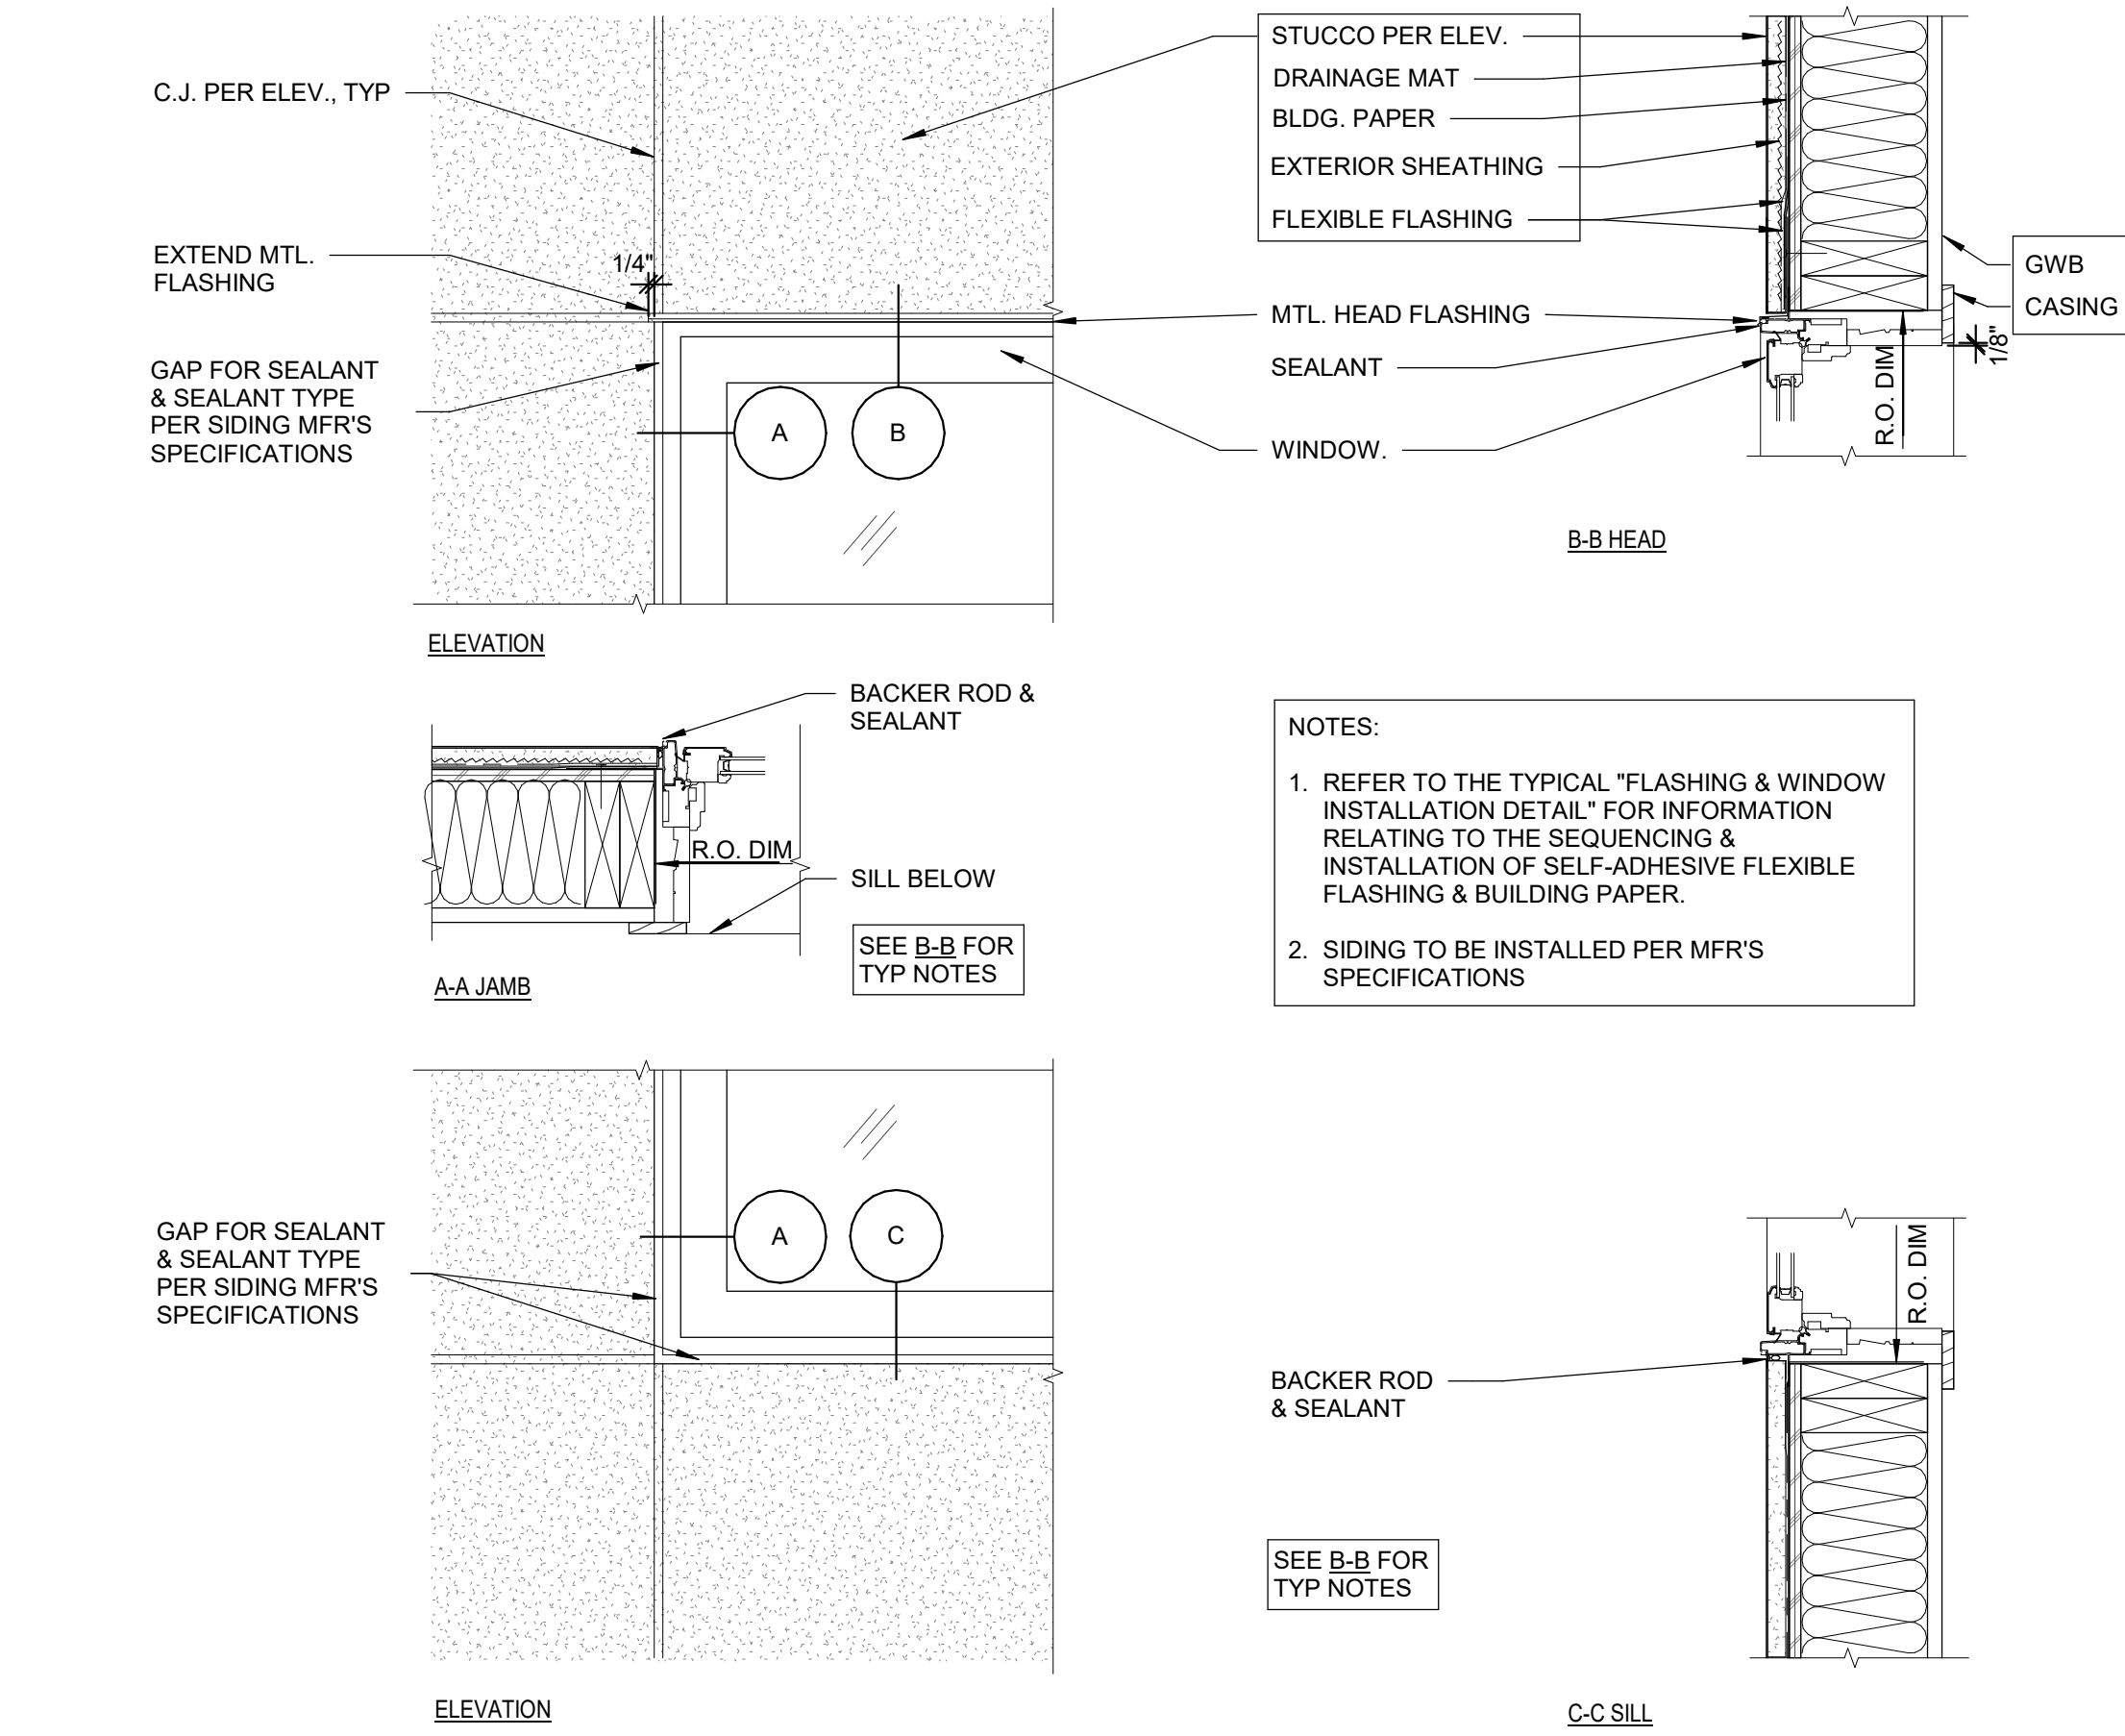 C.J. PER ELEV., TYP
EXTEND MTL.
FLASHING
1/4"
GAP FOR SEALANT
& SEALANT TYPE
PER SIDING MFR'S
SPECIFICATIONS
A
B
ELEVATION
STUCCO PER ELEV.
DRAINAGE MAT
BLDG. PAPER
EXTERIOR SHEATHING
FLEXIBLE FLASHING
MTL. HEAD FLASHING
SEALANT
WINDOW.
GWB
CASING
1/8"
R.O. DIM
B-B HEAD
BACKER ROD &
SEALANT
R.O. DIM
SILL BELOW
SEE B-B FOR
TYP NOTES
A-A JAMB
NOTES:
1. REFER TO THE TYPICAL "FLASHING & WINDOW
INSTALLATION DETAIL" FOR INFORMATION
RELATING TO THE SEQUENCING &
INSTALLATION OF SELF-ADHESIVE FLEXIBLE
FLASHING & BUILDING PAPER.
2. SIDING TO BE INSTALLED PER MFR'S
SPECIFICATIONS
GAP FOR SEALANT
& SEALANT TYPE
PER SIDING MFR'S
SPECIFICATIONS
A
C
ELEVATION
R.O. DIM
BACKER ROD
& SEALANT
SEE B-B FOR
TYP NOTES
C-C SILL